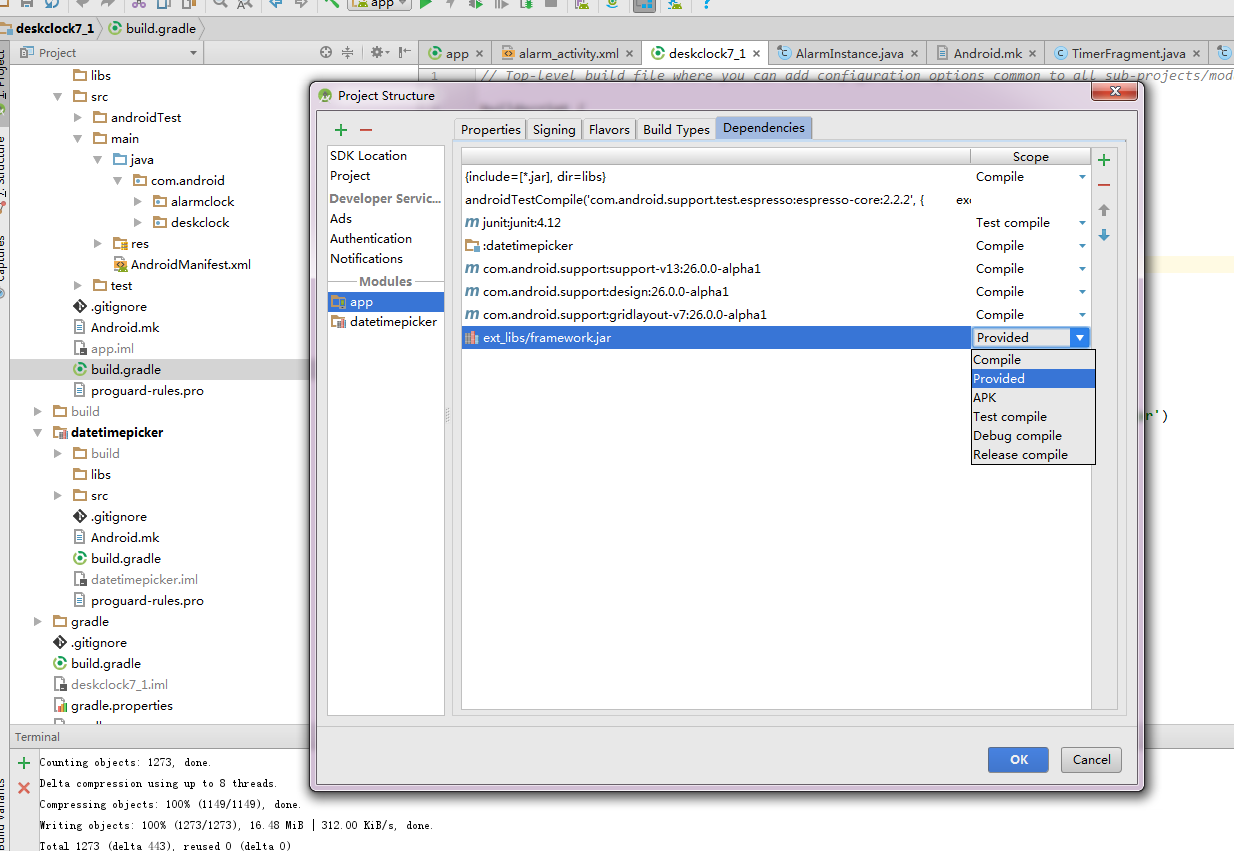 app
deskclock7_1
build.gradle
Project
app
alarm_activity.xml
deskclock7_1
AlarmInstance.java
Android.mk
TimerFragment.java
1
// Top-level build file where you can add configuration options common to all sub-projects/mod
libs
src
androidTest
main
java
com.android
alarmclock
deskclock
res
AndroidManifest.xml
test
.gitignore
Android.mk
app.iml
build.gradle
proguard-rules.pro
build
datetimepicker
build
libs
src
.gitignore
Android.mk
build.gradle
datetimepicker.iml
proguard-rules.pro
gradle
.gitignore
build.gradle
deskclock7_1.iml
gradle.properties
Project Structure
SDK Location
Project
Developer Servic...
Ads
Authentication
Notifications
Modules
app
datetimepicker
Properties
Signing
Flavors
Build Types
Dependencies
Scope
{include=[*.jar], dir=libs}
Compile
androidTestCompile('com.android.support.test.espresso:espresso-core:2.2.2', { exc
m junit:junit:4.12
Test compile
:datetimepicker
Compile
m com.android.support:support-v13:26.0.0-alpha1
Compile
m com.android.support:design:26.0.0-alpha1
Compile
m com.android.support:gridlayout-v7:26.0.0-alpha1
Compile
ext_libs/framework.jar
Provided
Compile
Provided
APK
Test compile
Debug compile
Release compile
r')
OK
Cancel
Terminal
Counting objects: 1273, done.
Delta compression using up to 8 threads.
Compressing objects: 100% (1149/1149), done.
Writing objects: 100% (1273/1273), 16.48 MiB | 312.00 KiB/s, done.
Total 1273 (delta 443), reused 0 (delta 0)